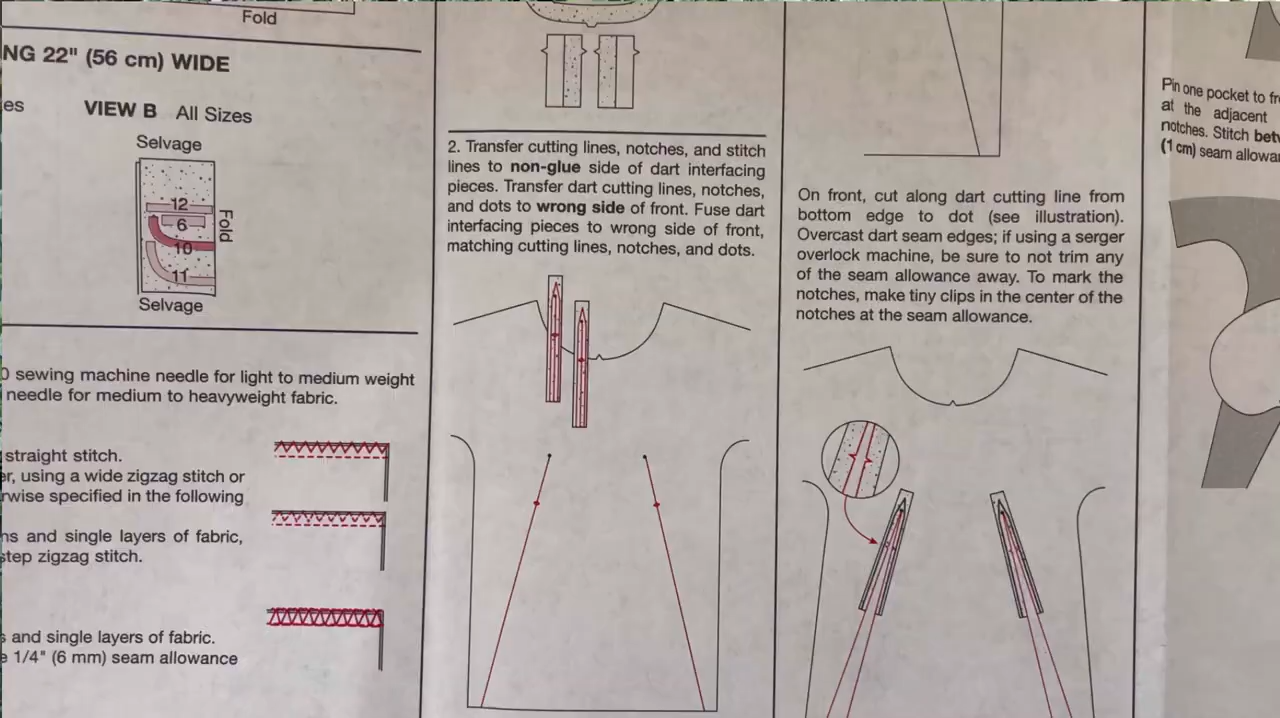 Fold
NG 22" (56 cm) WIDE
es
VIEW B All Sizes
Selvage
12
6
10
11
Fold
Selvage
0 sewing machine needle for light to medium weight
needle for medium to heavyweight fabric.
straight stitch.
er, using a wide zigzag stitch or
rwise specified in the following
ns and single layers of fabric,
step zigzag stitch.
s and single layers of fabric.
e 1/4" (6 mm) seam allowance
2. Transfer cutting lines, notches, and stitch
lines to non-glue side of dart interfacing
pieces. Transfer dart cutting lines, notches,
and dots to wrong side of front. Fuse dart
interfacing pieces to wrong side of front,
matching cutting lines, notches, and dots.
On front, cut along dart cutting line from
bottom edge to dot (see illustration).
Overcast dart seam edges; if using a serger
overlock machine, be sure to not trim any
of the seam allowance away. To mark the
notches, make tiny clips in the center of the
notches at the seam allowance.
Pin one pocket to fr
at the adjacent
notches. Stitch betw
(1 cm) seam allowa